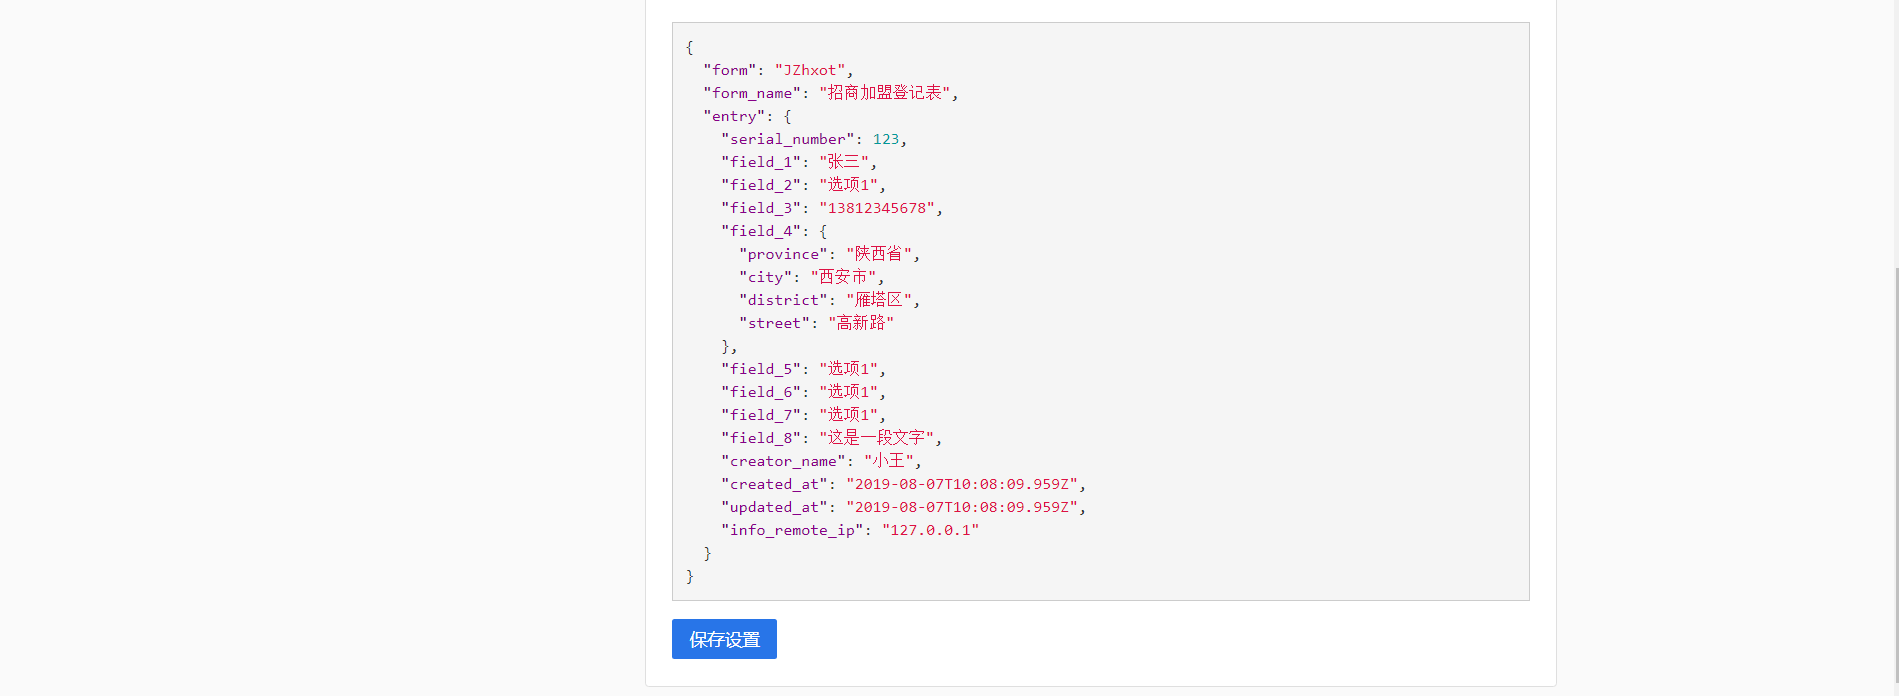 {
  "form": "JZhxot",
  "form_name": "招商加盟登记表",
  "entry": {
    "serial_number": 123,
    "field_1": "张三",
    "field_2": "选项1",
    "field_3": "13812345678",
    "field_4": {
      "province": "陕西省",
      "city": "西安市",
      "district": "雁塔区",
      "street": "高新路"
    },
    "field_5": "选项1",
    "field_6": "选项1",
    "field_7": "选项1",
    "field_8": "这是一段文字",
    "creator_name": "小王",
    "created_at": "2019-08-07T10:08:09.959Z",
    "updated_at": "2019-08-07T10:08:09.959Z",
    "info_remote_ip": "127.0.0.1"
  }
}
保存设置